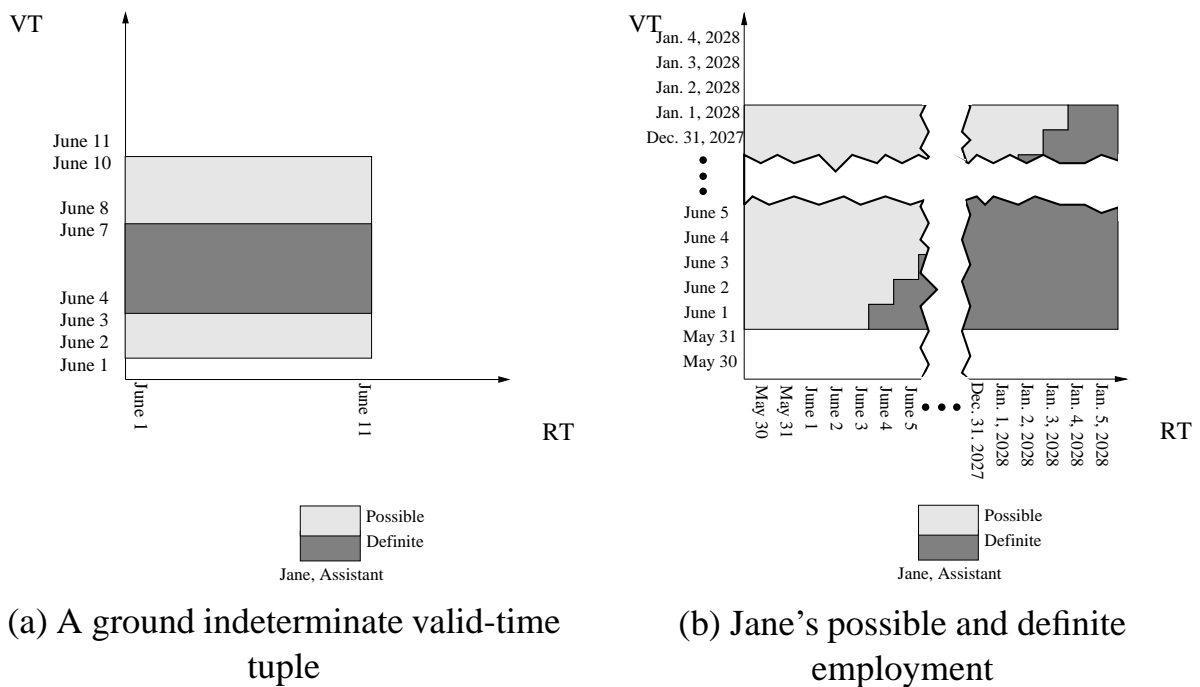 VT
June 11
June 10
June 8
June 7
June 4
June 3
June 2
June 1
June 1
June 11
RT
Possible
Definite
Jane, Assistant
(a) A ground indeterminate valid-time
tuple
VT
Jan. 4, 2028
Jan. 3, 2028
Jan. 2, 2028
Jan. 1, 2028
Dec. 31, 2027
June 5
June 4
June 3
June 2
June 1
May 31
May 30
May 30
May 31
June 1
June 2
June 3
June 4
June 5
Dec. 31. 2027
Jan. 1, 2028
Jan. 2, 2028
Jan. 3, 2028
Jan. 4, 2028
Jan. 5, 2028
RT
Possible
Definite
Jane, Assistant
(b) Jane's possible and definite
employment